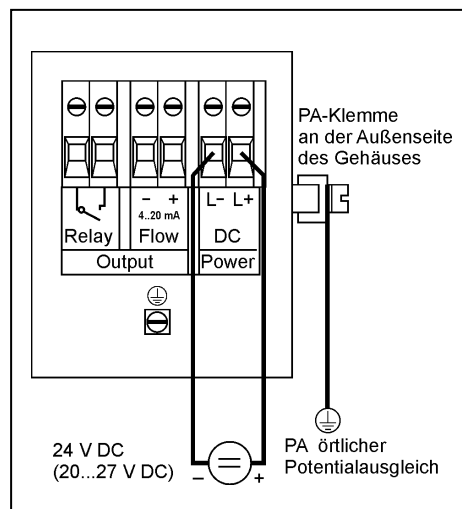 PA-Klemme
an der Außenseite
des Gehäuses
- + L- L+
4..20 mA
Relay Flow DC
Output Power
24 V DC
(20...27 V DC)
- +
PA örtlicher
Potentialausgleich